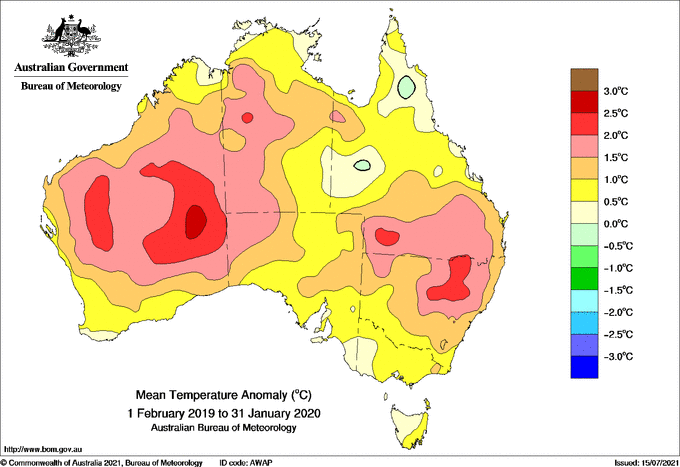 Australian Government
Bureau of Meteorology
3.0°C
2.5°C
2.0°C
1.5°C
1.0°C
0.5°C
0.0°C
-0.5°C
-1.0°C
-1.5°C
-2.0°C
-2.5°C
-3.0°C
Mean Temperature Anomaly (°C)
1 February 2019 to 31 January 2020
Australian Bureau of Meteorology
http://www.bom.gov.au
© Commonwealth of Australia 2021, Bureau of Meteorology ID code: AWAP Issued: 15/07/2021